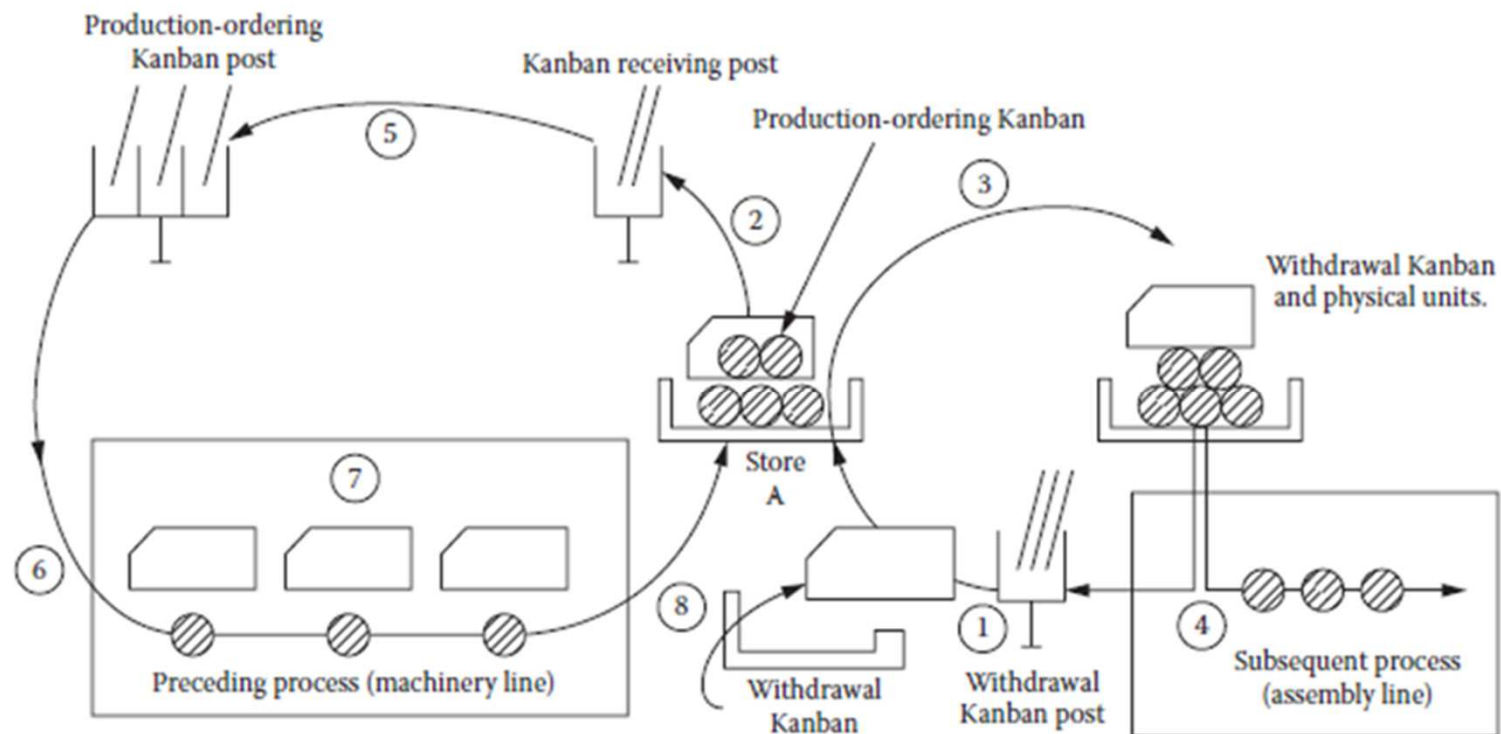 Production-ordering
Kanban post
Kanban receiving post
Production-ordering Kanban
5
3
2
Withdrawal Kanban
and physical units.
Store
A
7
6
8
1
4
Preceding process (machinery line)
Withdrawal
Kanban
Withdrawal
Kanban post
Subsequent process
(assembly line)